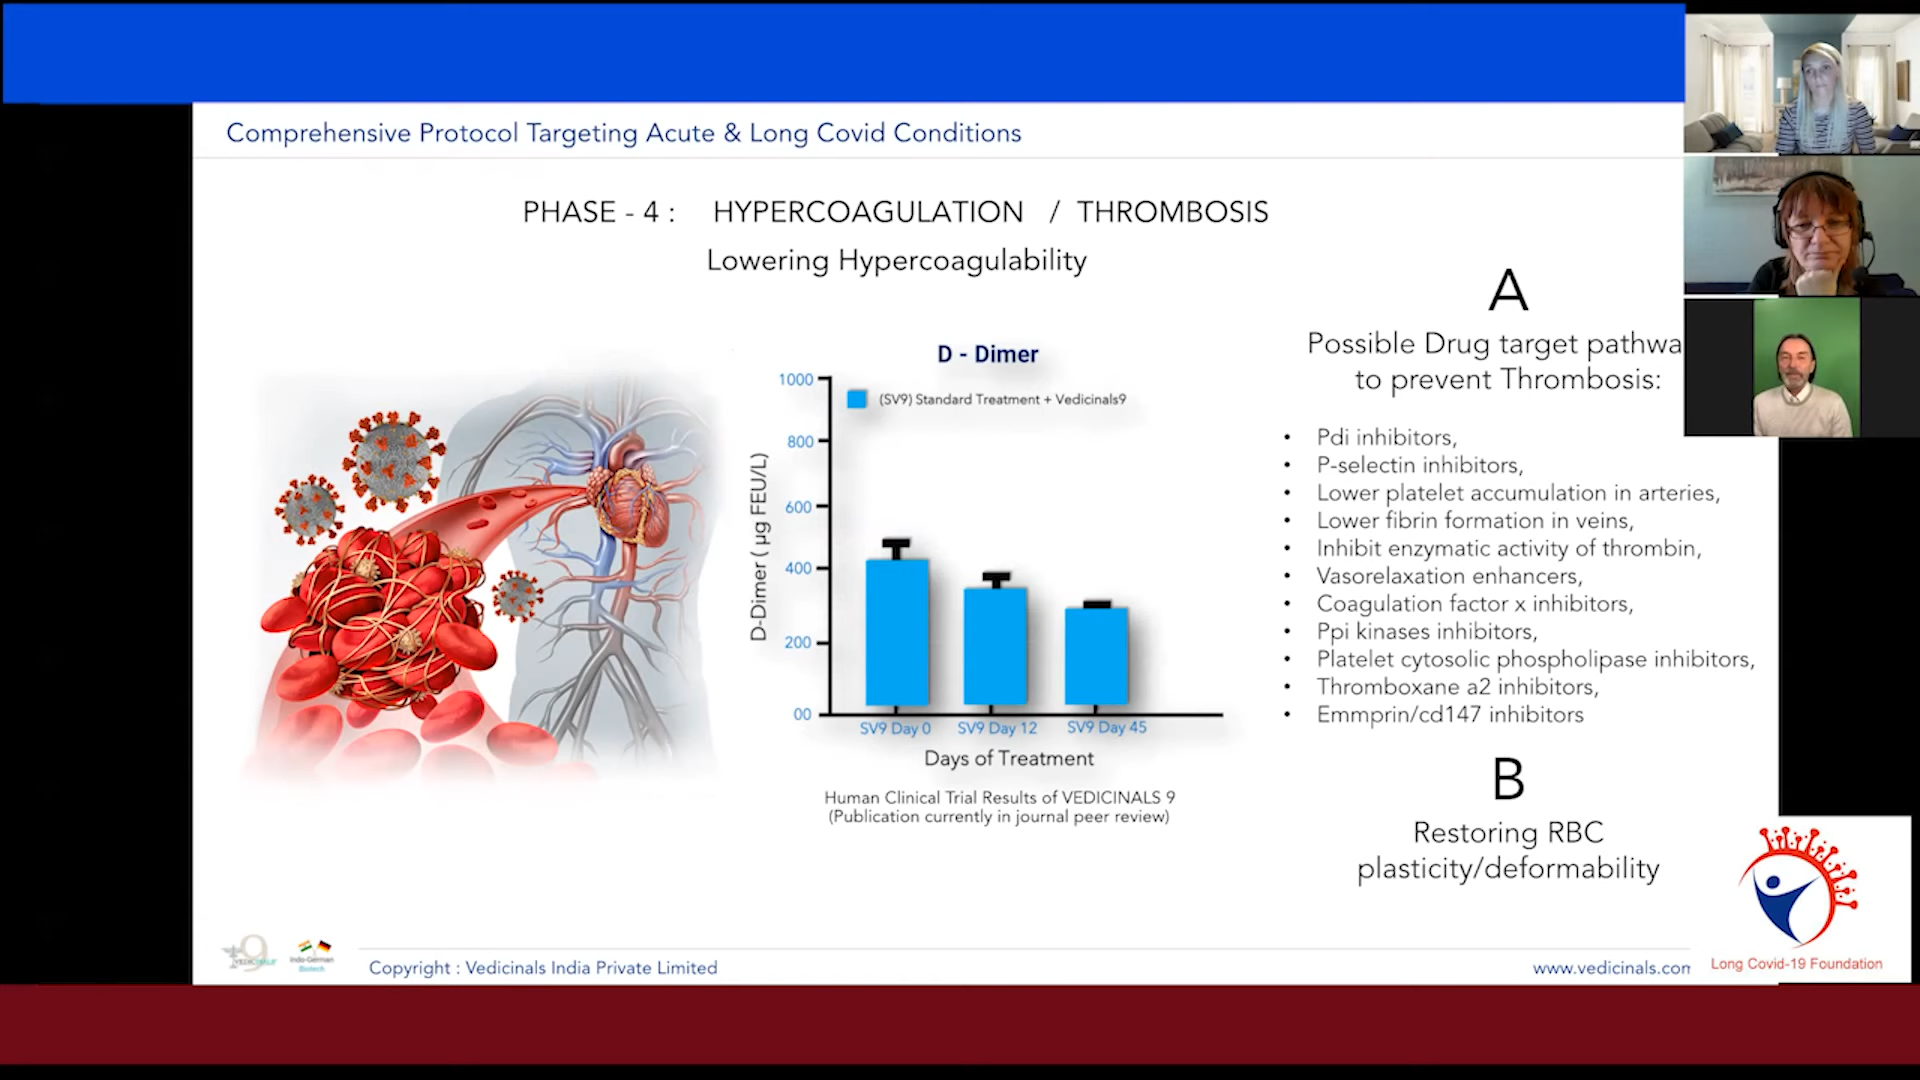 Comprehensive Protocol Targeting Acute & Long Covid Conditions
PHASE - 4 : HYPERCOAGULATION / THROMBOSIS
Lowering Hypercoagulability
D - Dimer
(SV9) Standard Treatment + Vedicinals9
D-Dimer ( µg FEU/L)
1000
800
600
400
200
00
SV9 Day 0
SV9 Day 12
SV9 Day 45
Days of Treatment
Human Clinical Trial Results of VEDICINALS 9
(Publication currently in journal peer review)
A
Possible Drug target pathwa
to prevent Thrombosis:
• Pdi inhibitors,
• P-selectin inhibitors,
• Lower platelet accumulation in arteries,
• Lower fibrin formation in veins,
• Inhibit enzymatic activity of thrombin,
• Vasorelaxation enhancers,
• Coagulation factor x inhibitors,
• Ppi kinases inhibitors,
• Platelet cytosolic phospholipase inhibitors,
• Thromboxane a2 inhibitors,
• Emmprin/cd147 inhibitors
B
Restoring RBC
plasticity/deformability
9
VEDICINALS
Indo-German
Biotech
Copyright : Vedicinals India Private Limited
www.vedicinals.com
Long Covid-19 Foundation